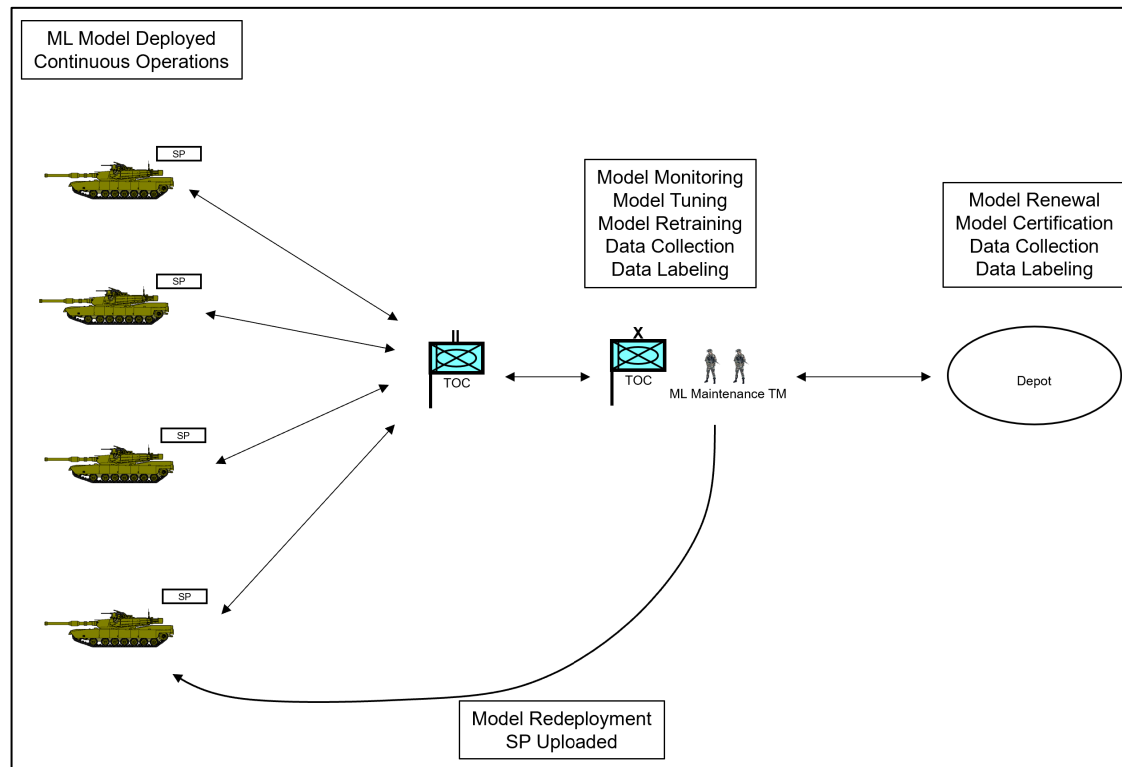 ML Model Deployed
Continuous Operations
SP
SP
SP
SP
II
TOC
Model Monitoring
Model Tuning
Model Retraining
Data Collection
Data Labeling
X
TOC
ML Maintenance TM
Model Renewal
Model Certification
Data Collection
Data Labeling
Depot
Model Redeployment
SP Uploaded